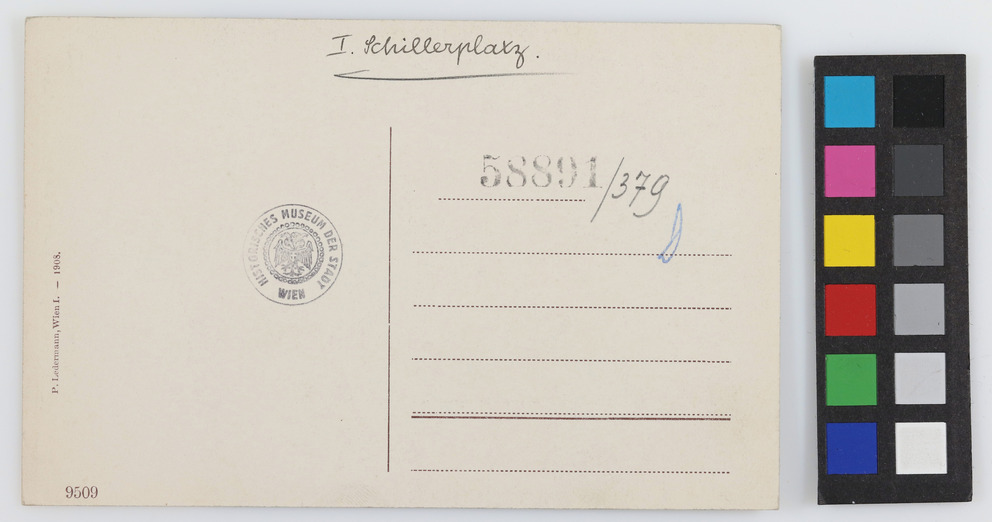 I. Schillerplatz.
58891/379
HISTORISCHES MUSEUM DER STADT
WIEN
P. Ledermann, Wien I. — 1908.
9509